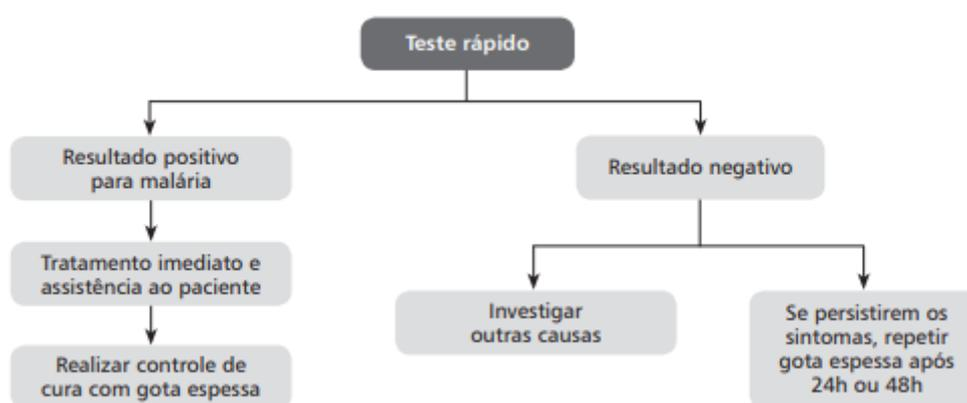 Teste rápido
Resultado positivo
para malária
Resultado negativo
Tratamento imediato e
assistência ao paciente
Investigar
outras causas
Se persistirem os
sintomas, repetir
gota espessa após
24h ou 48h
Realizar controle de
cura com gota espessa